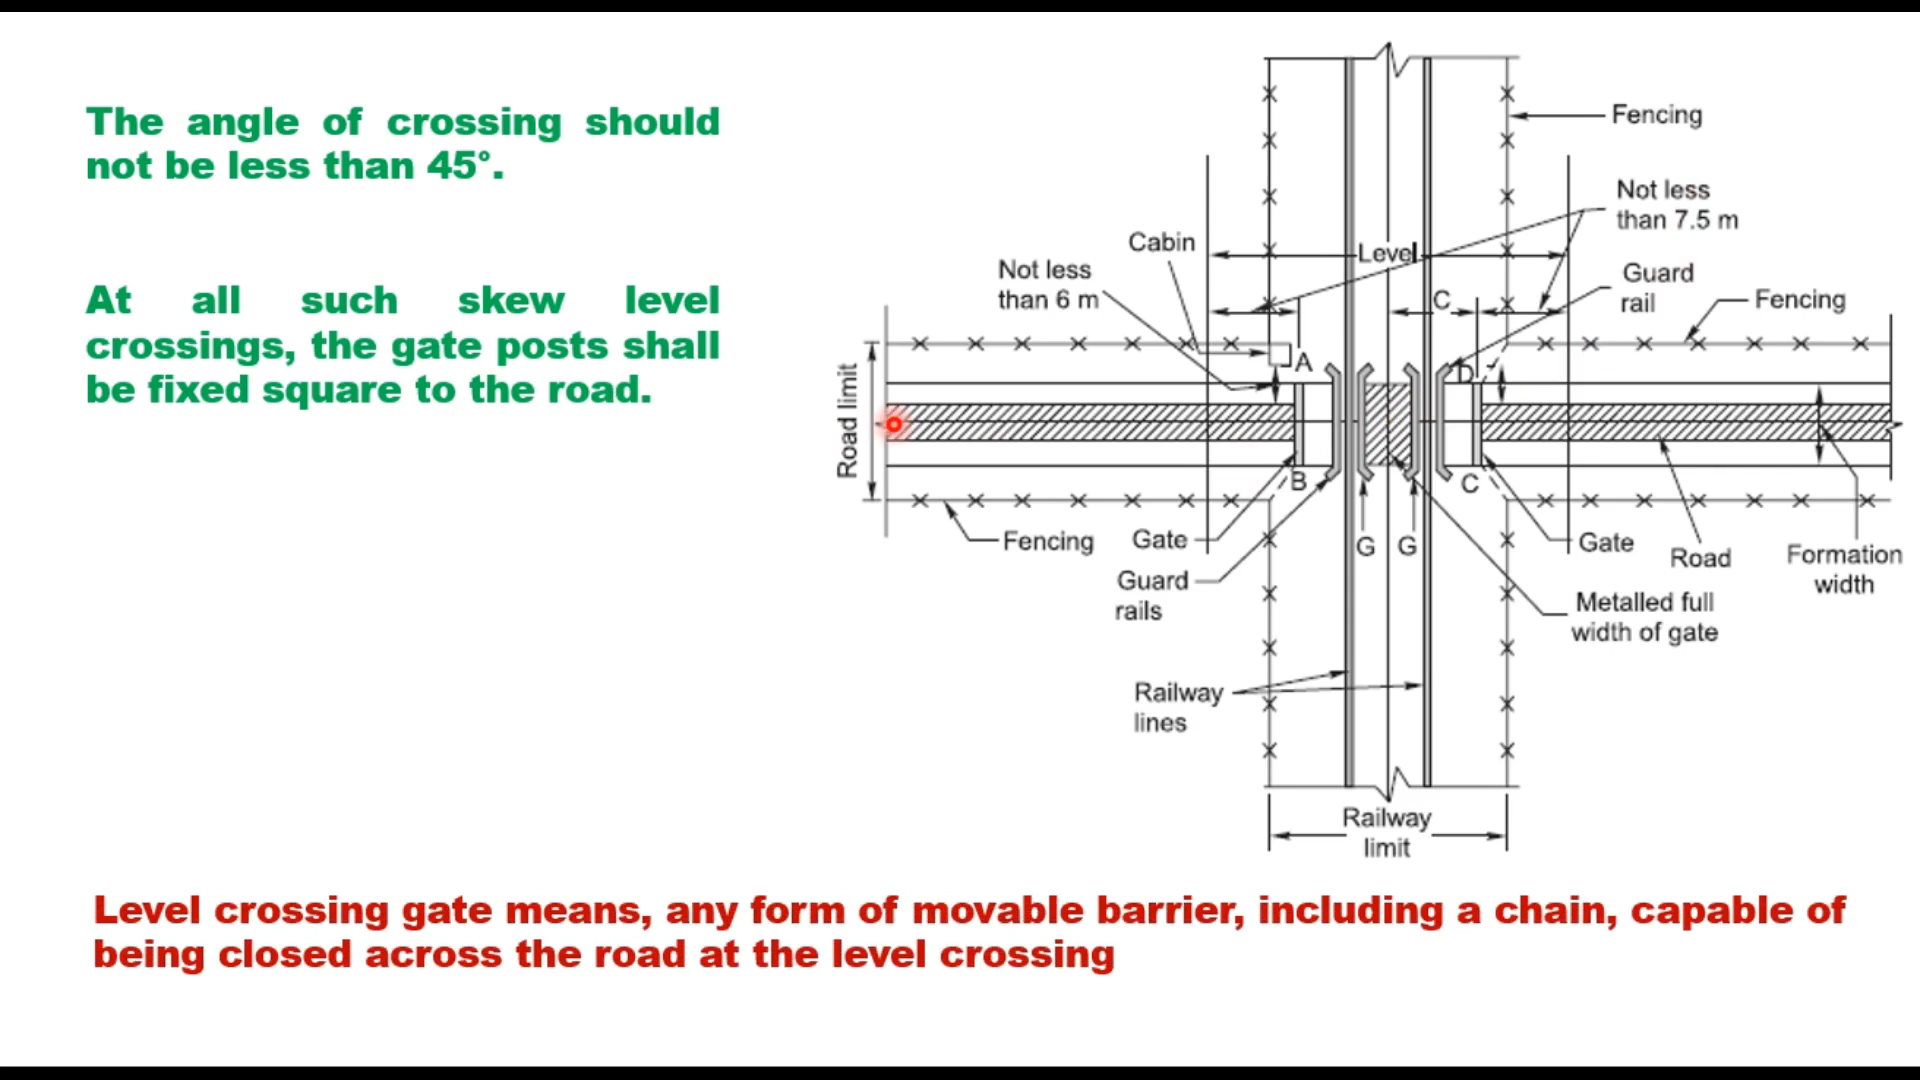 The angle of crossing should
not be less than 45°.
At all such skew level
crossings, the gate posts shall
be fixed square to the road.
Fencing
Not less
than 7.5 m
Cabin
Level
Not less
than 6 m
Guard
rail
C
Fencing
A
D
Road limit
B
C
Fencing
Gate
G
G
Gate
Road
Formation
width
Guard
rails
Metalled full
width of gate
Railway
lines
Railway
limit
Level crossing gate means, any form of movable barrier, including a chain, capable of
being closed across the road at the level crossing